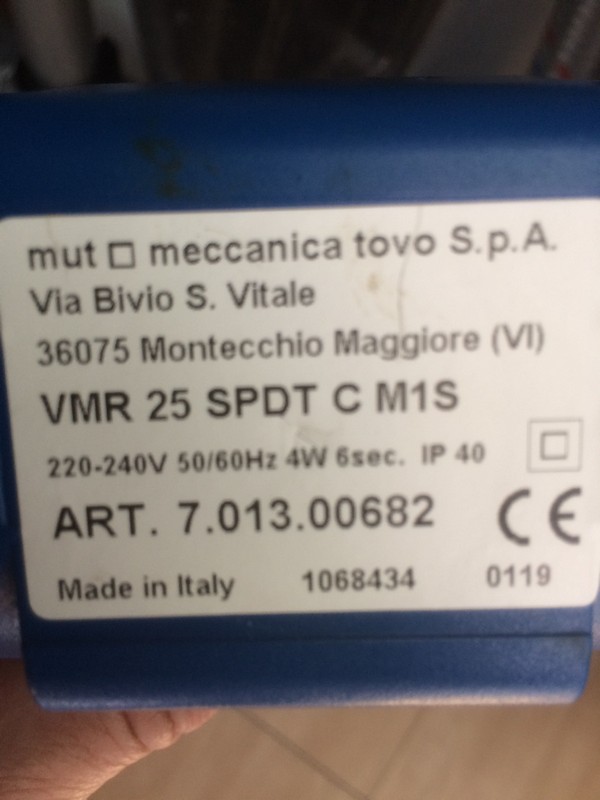 mut meccanica tovo S.p.A.
Via Bivio S. Vitale
36075 Montecchio Maggiore (VI)
VMR 25 SPDT C M1S
220-240V 50/60Hz 4W 6sec. IP 40
ART. 7.013.00682 CE
Made in Italy 1068434 0119